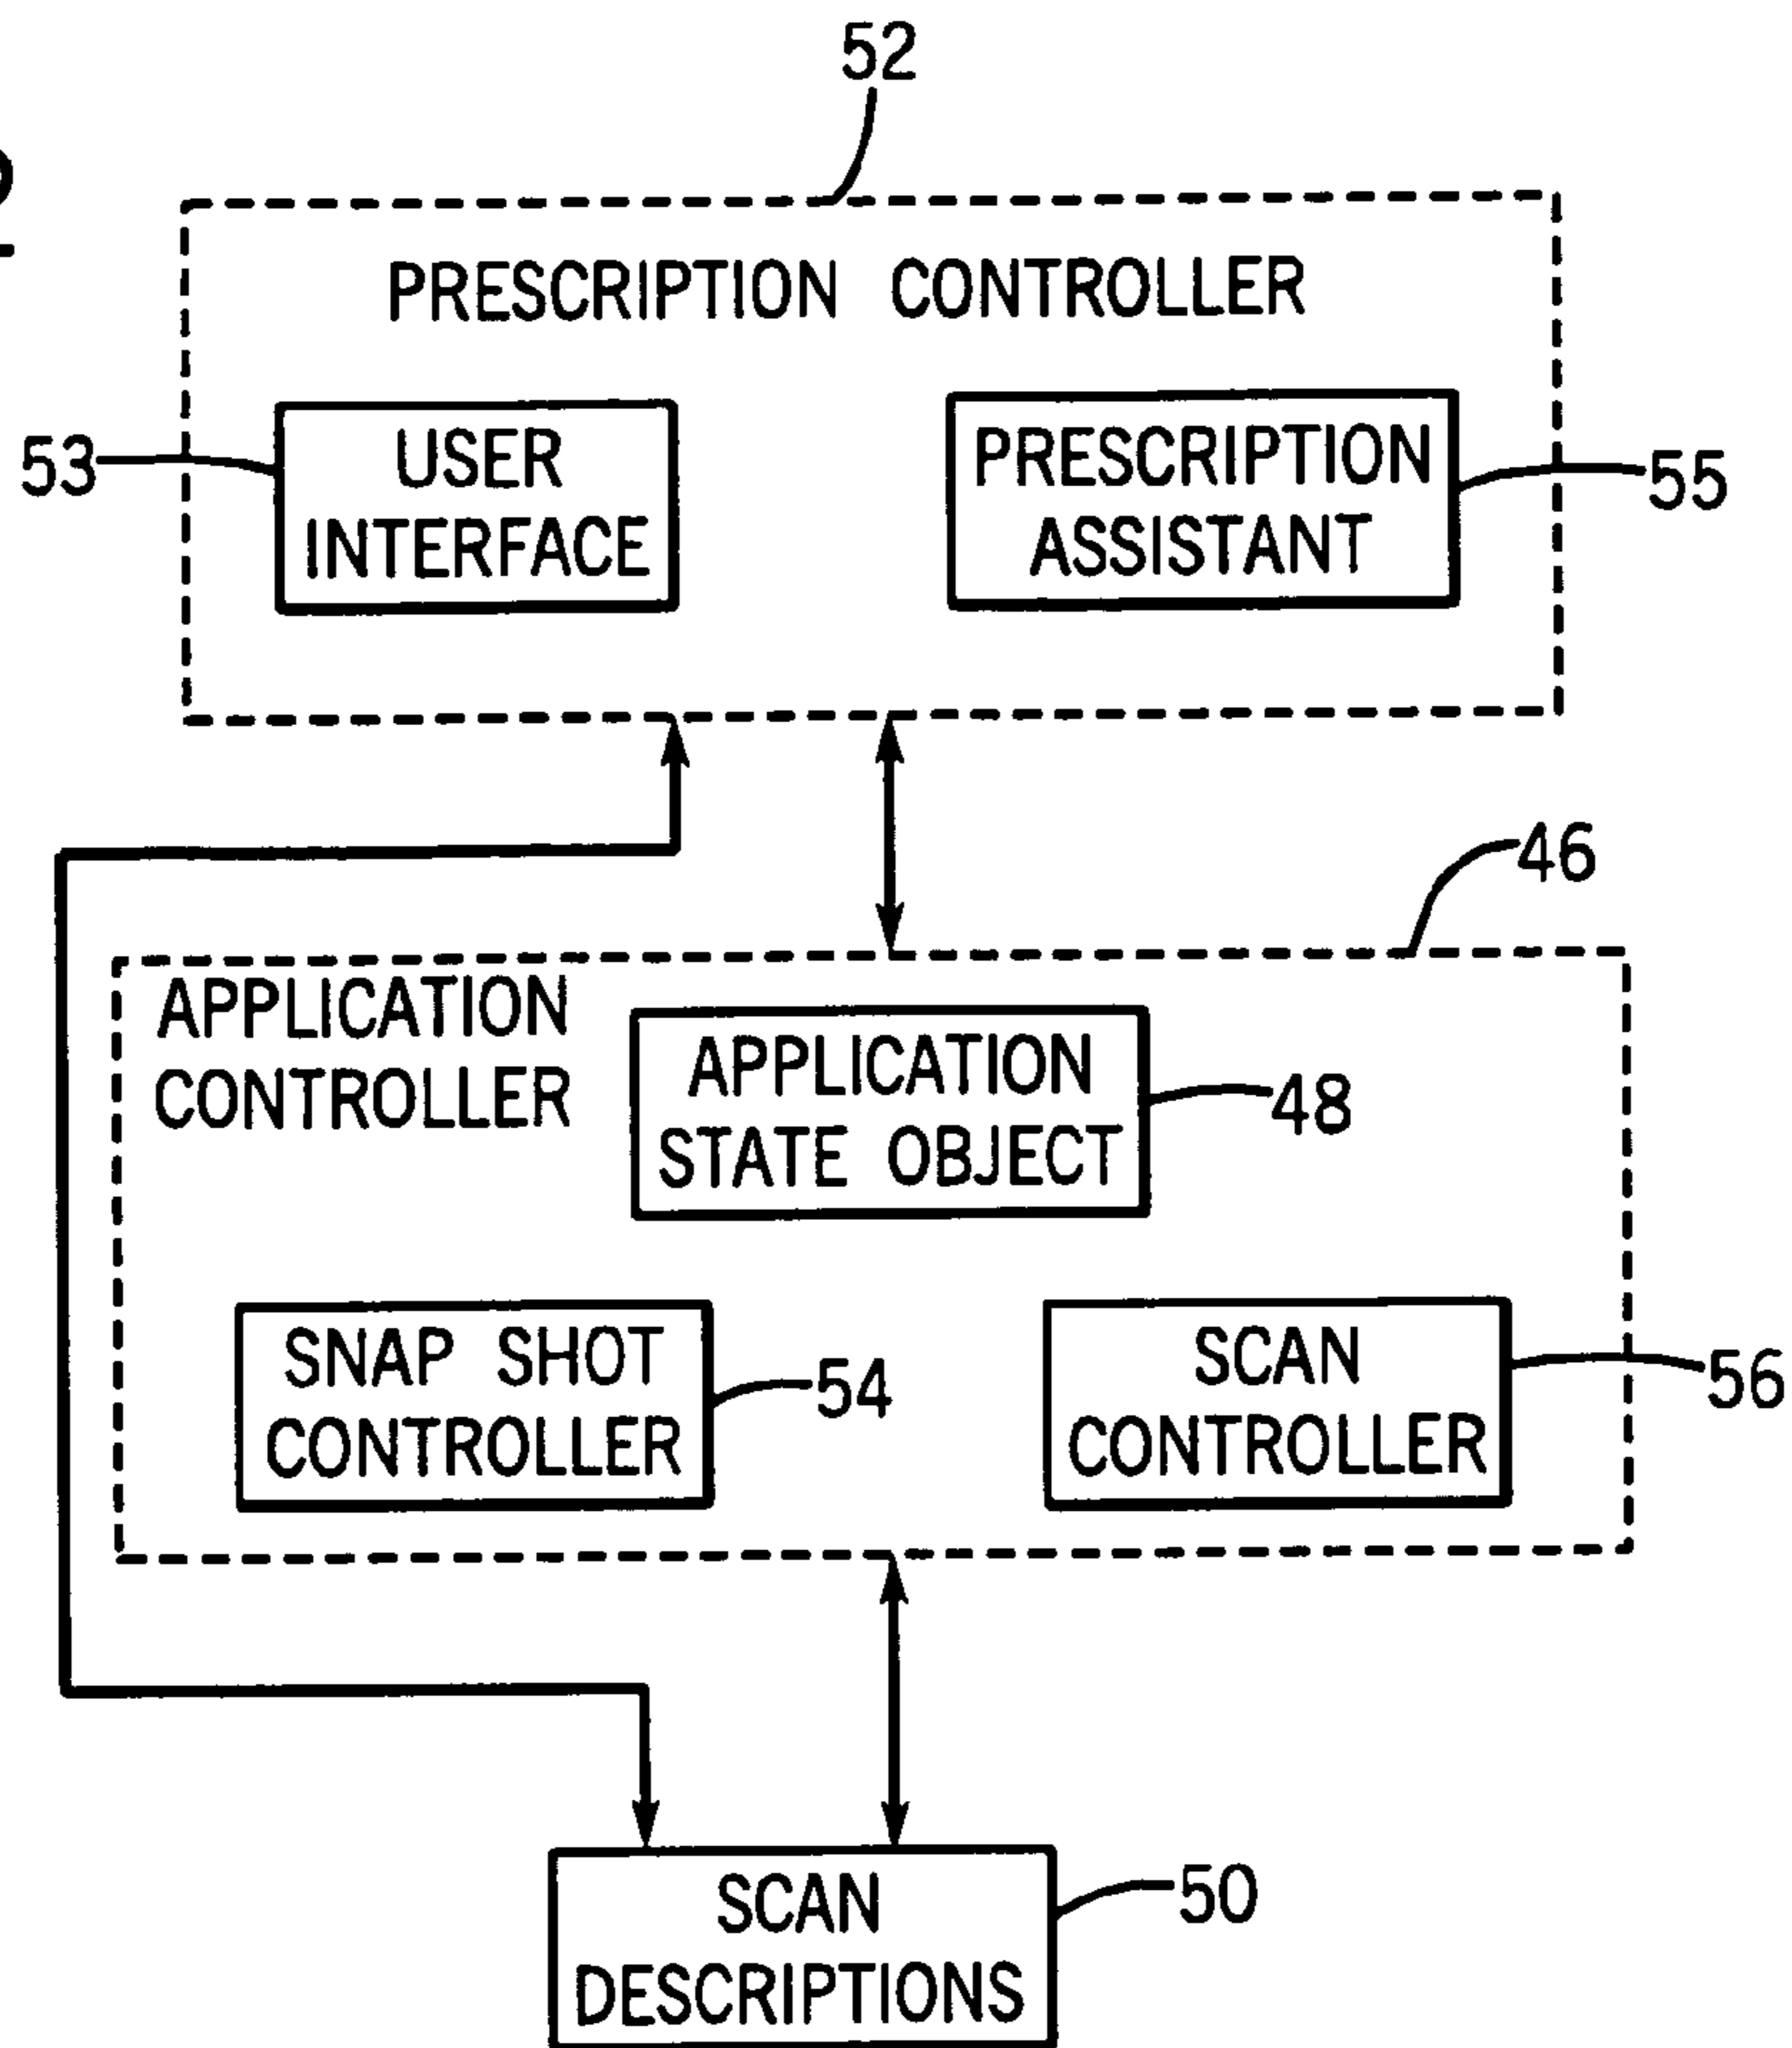 52
PRESCRIPTION CONTROLLER
53
USER
INTERFACE
PRESCRIPTION
ASSISTANT
55
46
APPLICATION
CONTROLLER
APPLICATION
STATE OBJECT
48
SNAP SHOT
CONTROLLER
54
SCAN
CONTROLLER
56
SCAN
DESCRIPTIONS
50